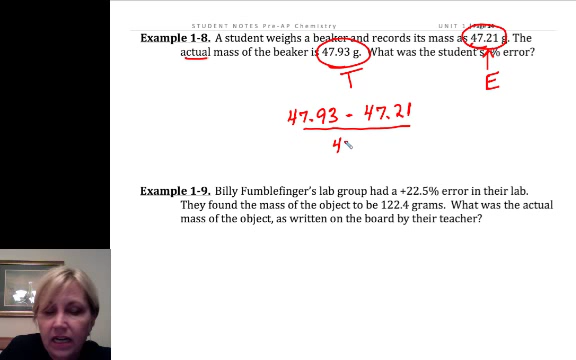 STUDENT NOTES Pre-AP Chemistry UNIT 1
Example 1-8. A student weighs a beaker and records its mass as 47.21 g. The
actual mass of the beaker is 47.93 g. What was the student's % error?
T
E
47.93 - 47.21
4
Example 1-9. Billy Fumblefinger's lab group had a +22.5% error in their lab.
They found the mass of the object to be 122.4 grams. What was the actual
mass of the object, as written on the board by their teacher?